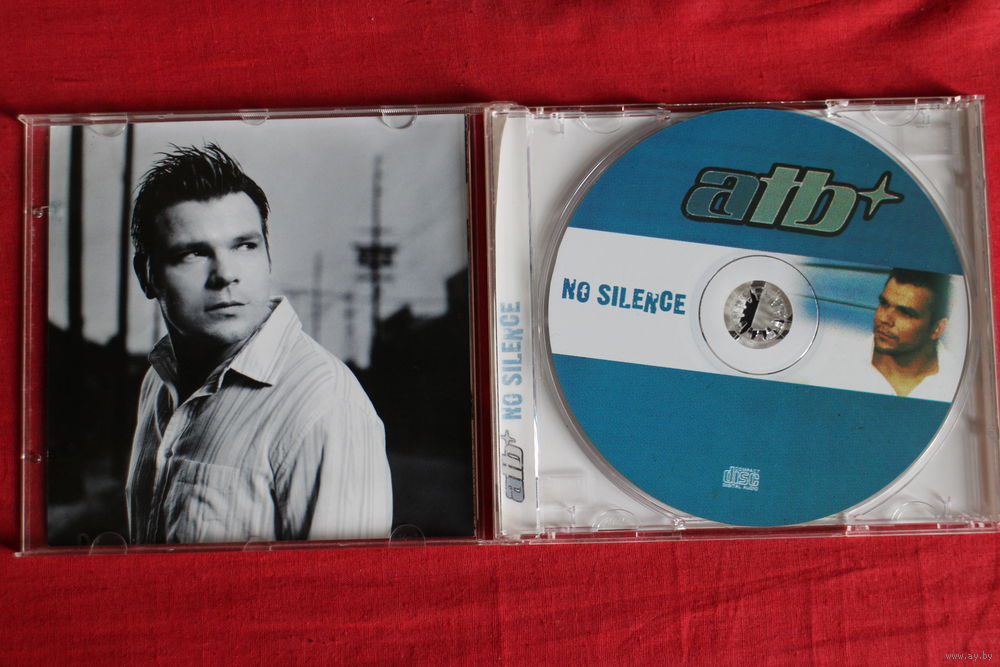 atb
NO SILENCE
atb
NO SILENCE
COMPACT
disc
DIGITAL AUDIO
www.ay.by